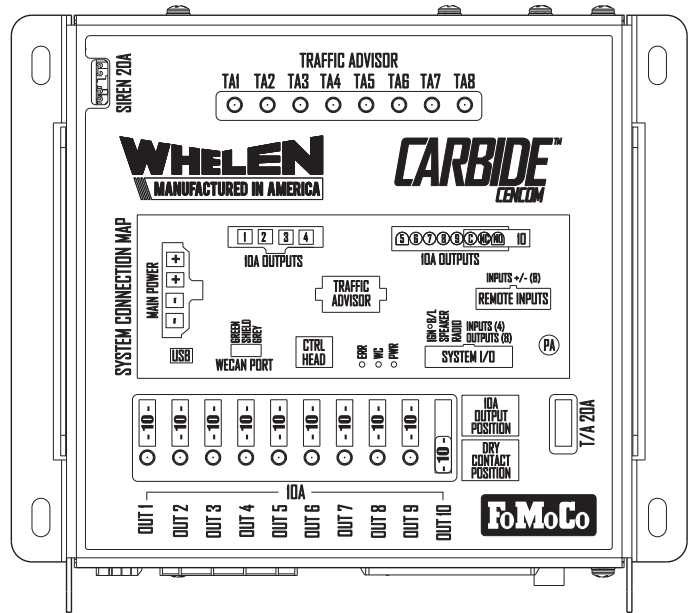 SIREN 20A
TRAFFIC ADVISOR
TA1 TA2 TA3 TA4 TA5 TA6 TA7 TA8
WHELEN
MANUFACTURED IN AMERICA
CARBIDE™
CENCOM
SYSTEM CONNECTION MAP
MAIN POWER
+
+
-
-
1 2 3 4
10A OUTPUTS
5 6 7 8 9 C NC NO 10
10A OUTPUTS
TRAFFIC
ADVISOR
INPUTS +/- (8)
REMOTE INPUTS
USB
GREEN
SHIELD
GREY
WECAN PORT
CTRL
HEAD
ERR
WC
PWR
IGN B/L
SPEAKER
RADIO
INPUTS (4)
OUTPUTS (8)
SYSTEM I/O
PA
-10- -10- -10- -10- -10- -10- -10- -10- -10- -10-
10A
OUTPUT
POSITION
DRY
CONTACT
POSITION
T/A 20A
10A
OUT 1 OUT 2 OUT 3 OUT 4 OUT 5 OUT 6 OUT 7 OUT 8 OUT 9 OUT 10
FoMoCo